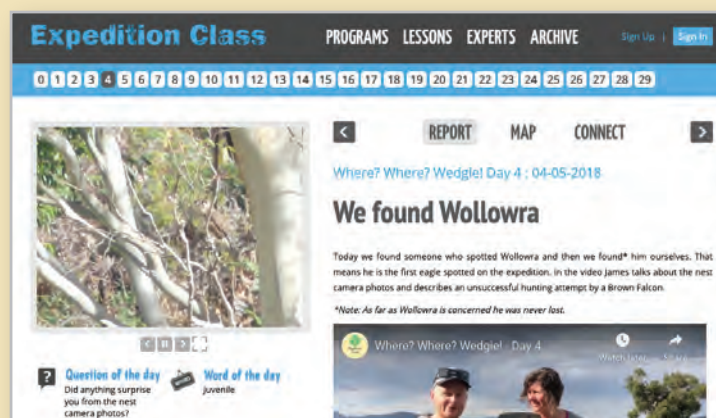 Expedition Class
PROGRAMS LESSONS EXPERTS ARCHIVE
Sign Up | Sign In
0 1 2 3 4 5 6 7 8 9 10 11 12 13 14 15 16 17 18 19 20 21 22 23 24 25 26 27 28 29
REPORT MAP CONNECT
Where? Where? Wedgie! Day 4 : 04-05-2018
We found Wollowra
Today we found someone who spotted Wollowra and then we found* him ourselves. That
means he is the first eagle spotted on the expedition. In the video James talks about the nest
camera photos and describes an unsuccessful hunting attempt by a Brown Falcon.
*Note: As far as Wollowra is concerned he was never lost.
Where? Where? Wedgie! - Day 4
Watch later Share
?
Question of the day
Did anything surprise
you from the nest
camera photos?
Word of the day
juvenile